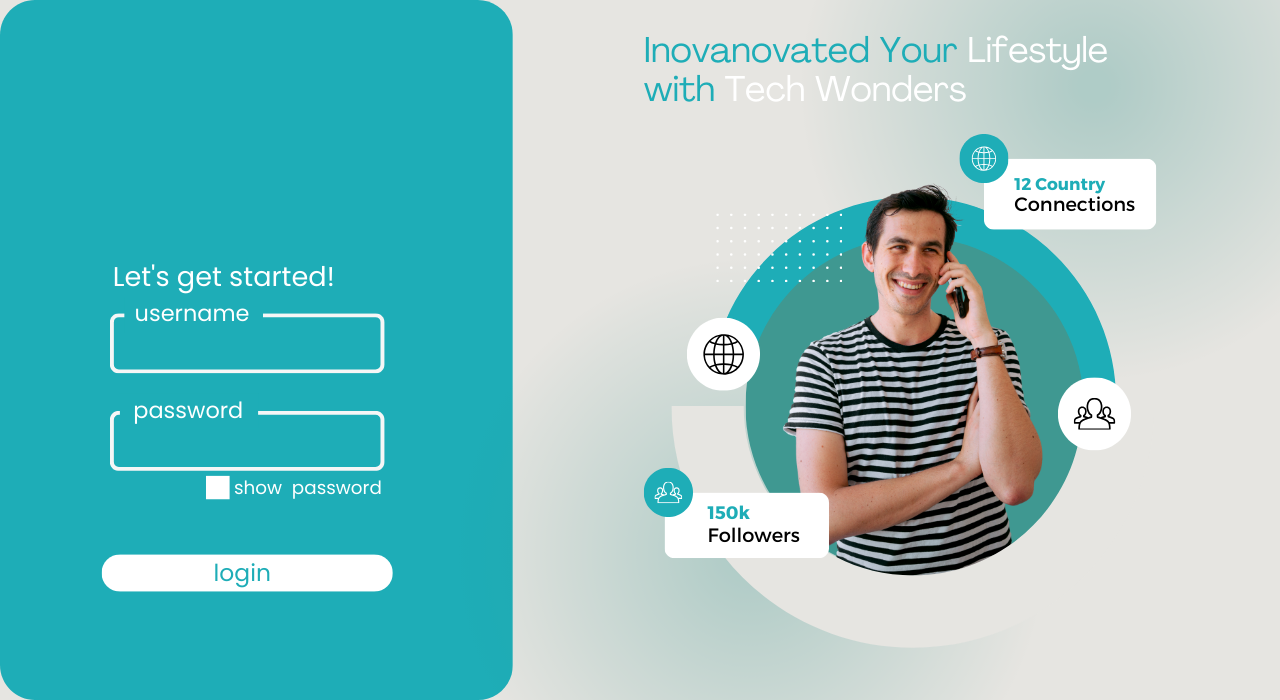 Let's get started!
username
password
show password
login
Inovanovated Your Lifestyle
with Tech Wonders
12 Country
Connections
150k
Followers